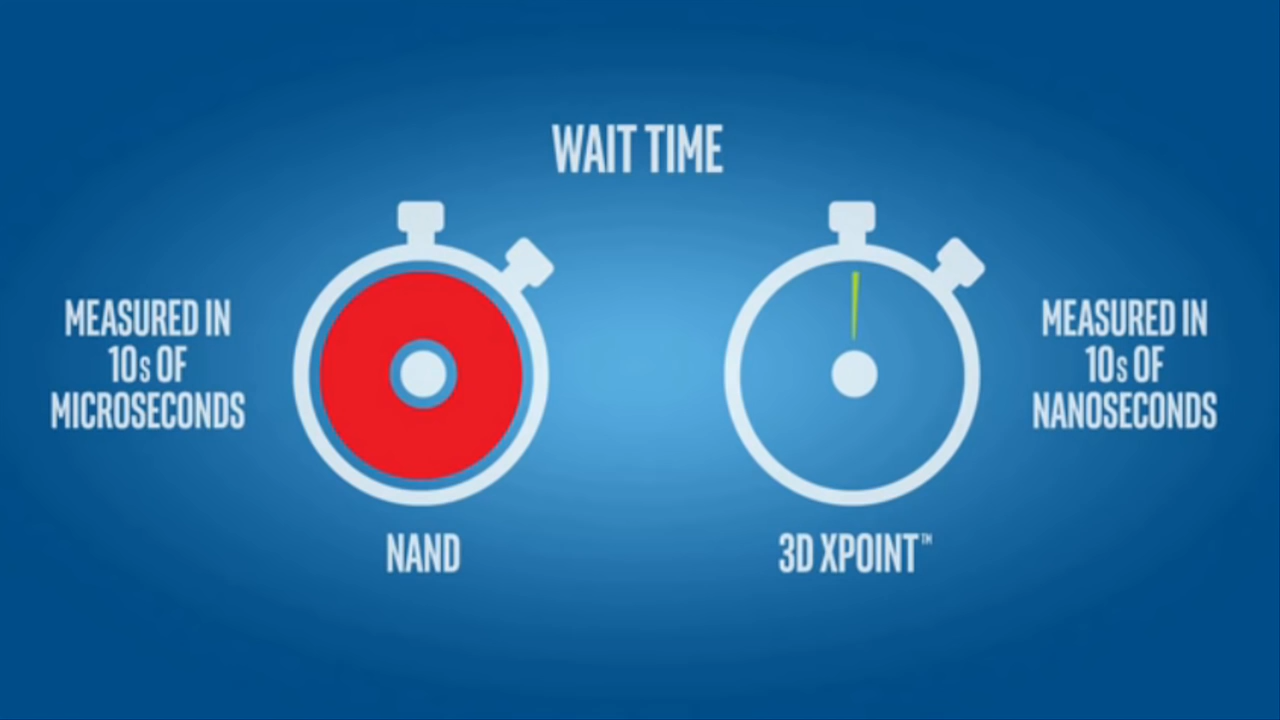 WAIT TIME
MEASURED IN
10s OF
MICROSECONDS
MEASURED IN
10s OF
NANOSECONDS
NAND
3D XPOINT™